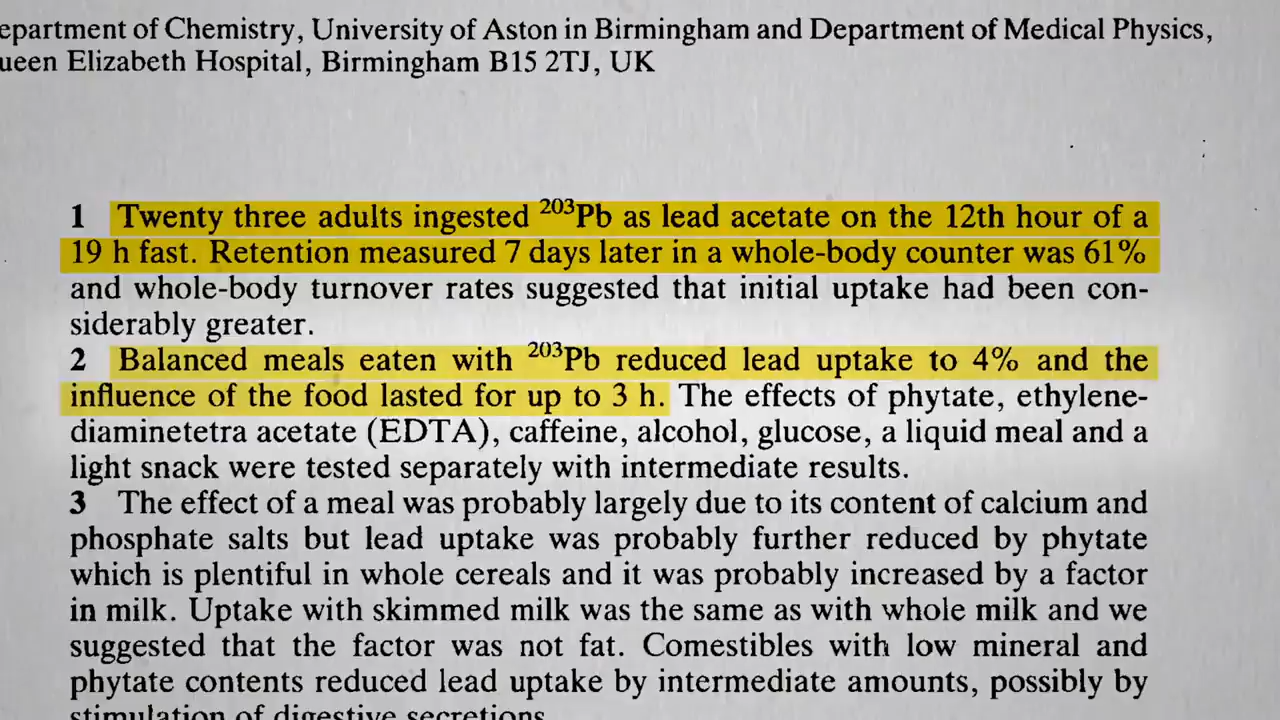 epartment of Chemistry, University of Aston in Birmingham and Department of Medical Physics,
ueen Elizabeth Hospital, Birmingham B15 2TJ, UK
1 Twenty three adults ingested ²⁰³Pb as lead acetate on the 12th hour of a
19 h fast. Retention measured 7 days later in a whole-body counter was 61%
and whole-body turnover rates suggested that initial uptake had been con-
siderably greater.
2 Balanced meals eaten with ²⁰³Pb reduced lead uptake to 4% and the
influence of the food lasted for up to 3 h. The effects of phytate, ethylene-
diaminetetra acetate (EDTA), caffeine, alcohol, glucose, a liquid meal and a
light snack were tested separately with intermediate results.
3 The effect of a meal was probably largely due to its content of calcium and
phosphate salts but lead uptake was probably further reduced by phytate
which is plentiful in whole cereals and it was probably increased by a factor
in milk. Uptake with skimmed milk was the same as with whole milk and we
suggested that the factor was not fat. Comestibles with low mineral and
phytate contents reduced lead uptake by intermediate amounts, possibly by
stimulation of digestive secretions.